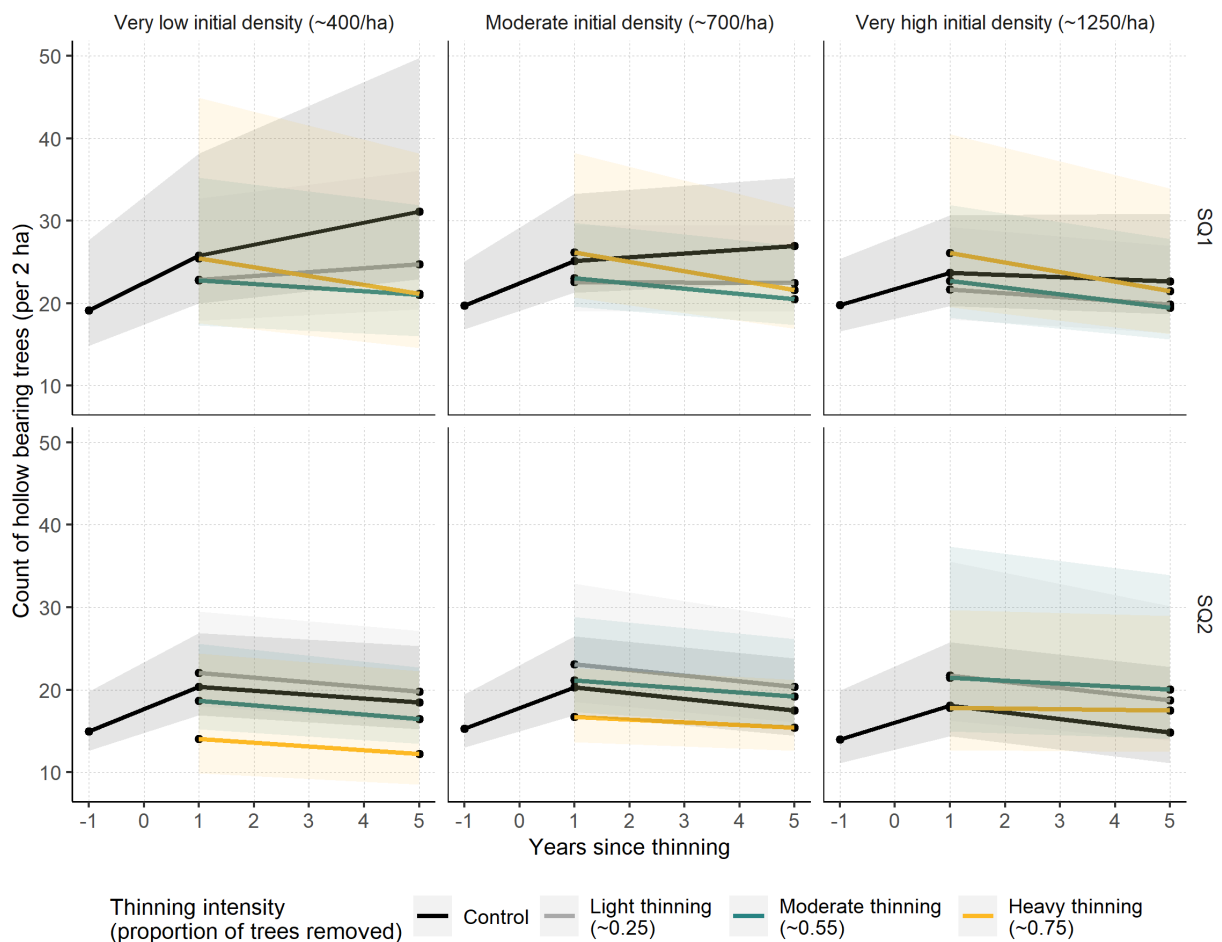 Very low initial density (~400/ha)
Moderate initial density (~700/ha)
Very high initial density (~1250/ha)
Count of hollow bearing trees (per 2 ha)
50
40
30
20
10
SQ1
50
40
30
20
10
SQ2
-1 0 1 2 3 4 5
-1 0 1 2 3 4 5
-1 0 1 2 3 4 5
Years since thinning
Thinning intensity
(proportion of trees removed)
Control
Light thinning
(~0.25)
Moderate thinning
(~0.55)
Heavy thinning
(~0.75)